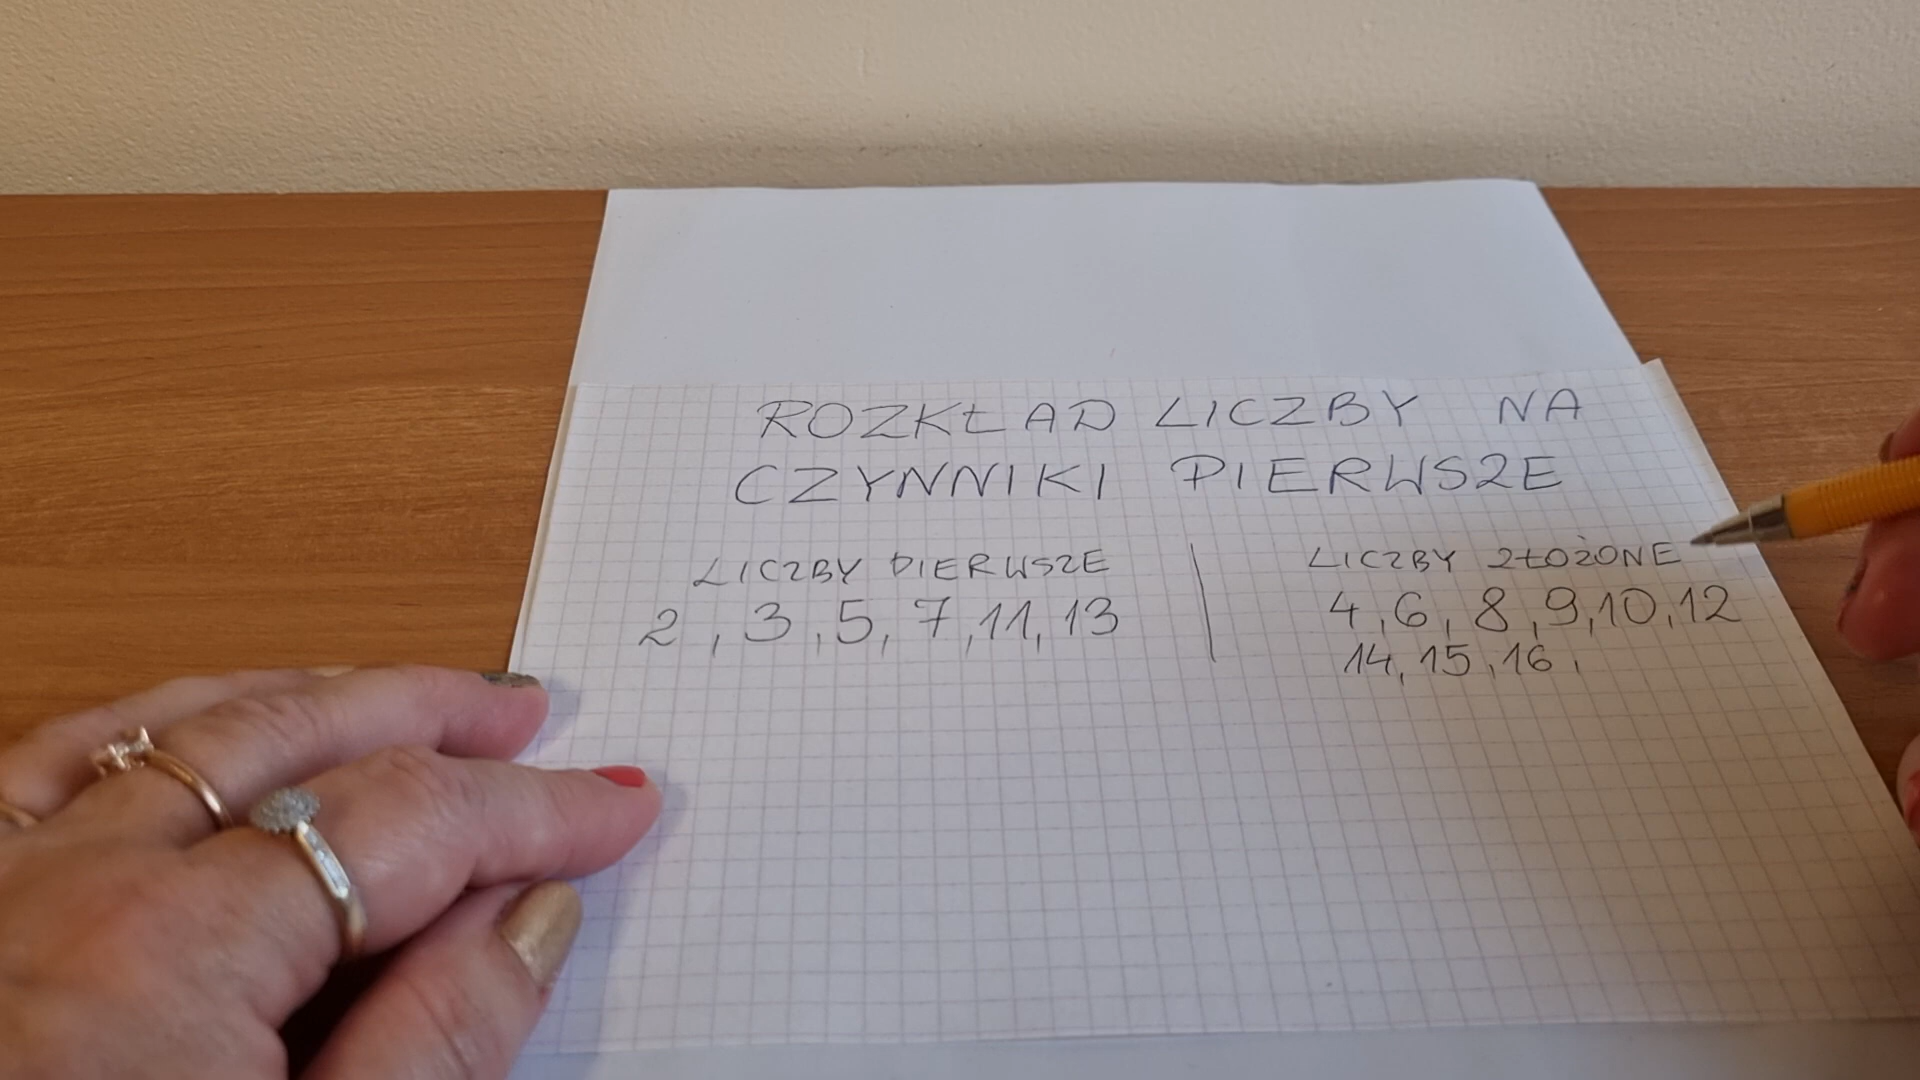 ROZKŁAD LICZBY NA
CZYNNIKI PIERWSZE
LICZBY PIERWSZE
2, 3, 5, 7, 11, 13
LICZBY ZŁOŻONE
4, 6, 8, 9, 10, 12
14, 15, 16,